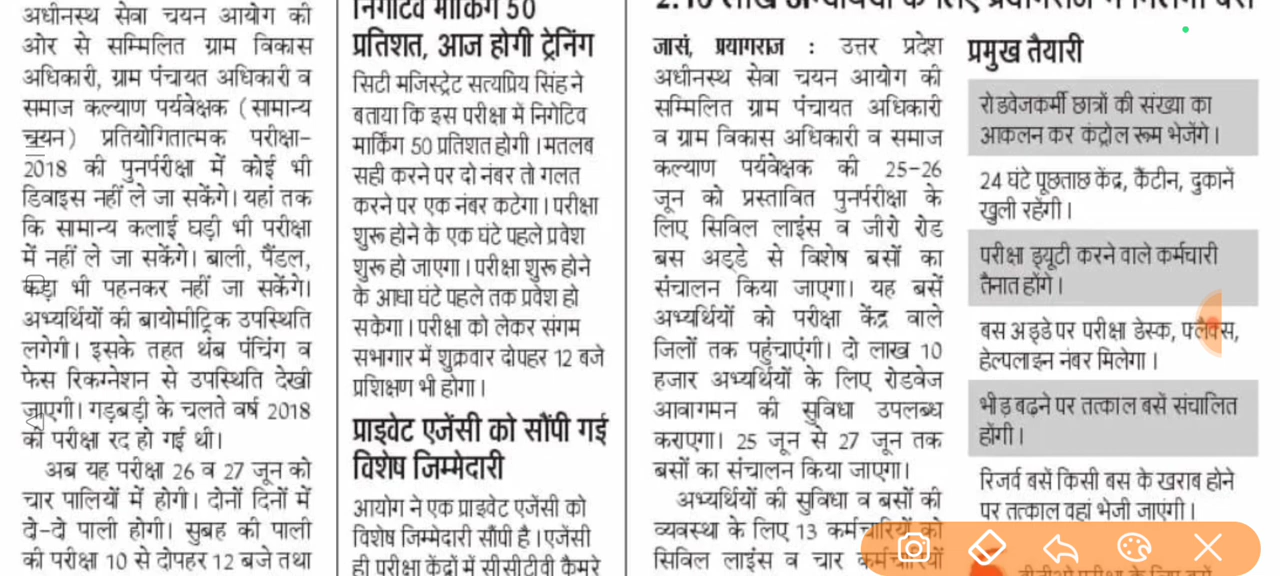 अधीनस्थ सेवा चयन आयोग की
ओर से सम्मिलित ग्राम विकास
अधिकारी, ग्राम पंचायत अधिकारी व
समाज कल्याण पर्यवेक्षक (सामान्य
चयन) प्रतियोगितात्मक परीक्षा-
2018 की पुनर्परीक्षा में कोई भी
डिवाइस नहीं ले जा सकेंगे। यहां तक
कि सामान्य कलाई घड़ी भी परीक्षा
में नहीं ले जा सकेंगे। बाली, पैंडल,
कड़ा भी पहनकर नहीं जा सकेंगे।
अभ्यर्थियों की बायोमीट्रिक उपस्थिति
लगेगी। इसके तहत थंब पंचिंग व
फेस रिकग्नेशन से उपस्थिति देखी
जाएगी। गड़बड़ी के चलते वर्ष 2018
की परीक्षा रद हो गई थी।
अब यह परीक्षा 26 व 27 जून को
चार पालियों में होगी। दोनों दिनों में
दो-दो पाली होगी। सुबह की पाली
की परीक्षा 10 से दोपहर 12 बजे तथा
निगेटिव मार्किंग 50
प्रतिशत, आज होगी ट्रेनिंग
सिटी मजिस्ट्रेट सत्यप्रिय सिंह ने
बताया कि इस परीक्षा में निगेटिव
मार्किंग 50 प्रतिशत होगी। मतलब
सही करने पर दो नंबर तो गलत
करने पर एक नंबर कटेगा। परीक्षा
शुरू होने के एक घंटे पहले प्रवेश
शुरू हो जाएगा। परीक्षा शुरू होने
के आधा घंटे पहले तक प्रवेश हो
सकेगा। परीक्षा को लेकर संगम
सभागार में शुक्रवार दोपहर 12 बजे
प्रशिक्षण भी होगा।
प्राइवेट एजेंसी को सौंपी गई
विशेष जिम्मेदारी
आयोग ने एक प्राइवेट एजेंसी को
विशेष जिम्मेदारी सौंपी है। एजेंसी
ही परीक्षा केंद्रों में सीसीटीवी कैमरे
2.10 लाख अभ्यर्थियों के लिए प्रयागराज में मिलेंगी बसें
जासं, प्रयागराज : उत्तर प्रदेश
अधीनस्थ सेवा चयन आयोग की
सम्मिलित ग्राम पंचायत अधिकारी
व ग्राम विकास अधिकारी व समाज
कल्याण पर्यवेक्षक की 25-26
जून को प्रस्तावित पुनर्परीक्षा के
लिए सिविल लाइंस व जीरो रोड
बस अड्डे से विशेष बसों का
संचालन किया जाएगा। यह बसें
अभ्यर्थियों को परीक्षा केंद्र वाले
जिलों तक पहुंचाएंगी। दो लाख 10
हजार अभ्यर्थियों के लिए रोडवेज
आवागमन की सुविधा उपलब्ध
कराएगा। 25 जून से 27 जून तक
बसों का संचालन किया जाएगा।
अभ्यर्थियों की सुविधा व बसों की
व्यवस्था के लिए 13 कर्मचारियों को
सिविल लाइंस व चार कर्मचारियों
प्रमुख तैयारी
रोडवेजकर्मी छात्रों की संख्या का
आकलन कर कंट्रोल रूम भेजेंगे।
24 घंटे पूछताछ केंद्र, कैंटीन, दुकानें
खुली रहेंगी।
परीक्षा ड्यूटी करने वाले कर्मचारी
तैनात होंगे।
बस अड्डे पर परीक्षा डेस्क, फ्लैक्स,
हेल्पलाइन नंबर मिलेगा।
भीड़ बढ़ने पर तत्काल बसें संचालित
होंगी।
रिजर्व बसें किसी बस के खराब होने
पर तत्काल वहां भेजी जाएंगी।